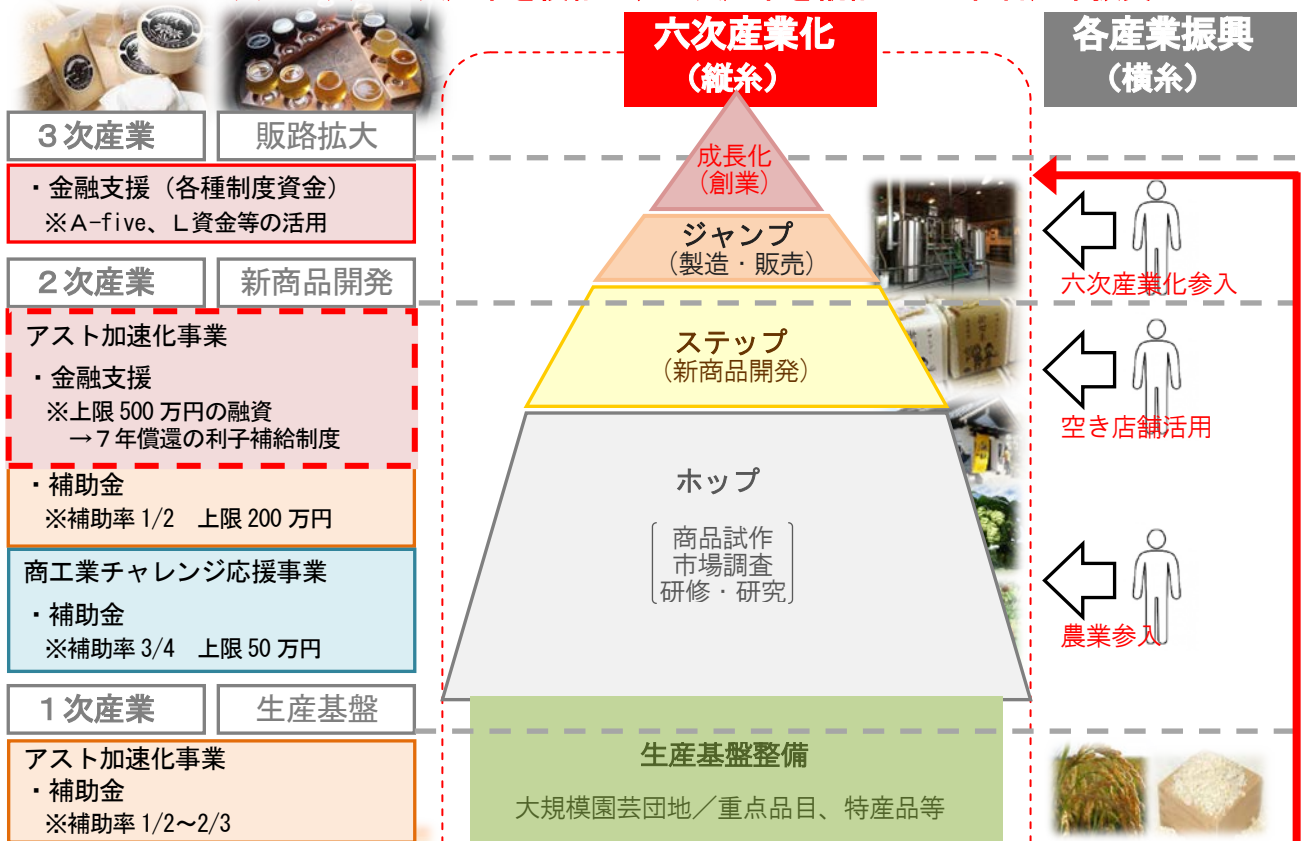 六次産業化
（縦糸）
各産業振興
（横糸）
３次産業
販路拡大
・金融支援（各種制度資金）
※Ａ-five、Ｌ資金等の活用
２次産業
新商品開発
アスト加速化事業
・金融支援
※上限500万円の融資
→７年償還の利子補給制度
・補助金
※補助率1/2　上限200万円
商工業チャレンジ応援事業
・補助金
※補助率3/4　上限50万円
１次産業
生産基盤
アスト加速化事業
・補助金
※補助率1/2～2/3
成長化
（創業）
ジャンプ
（製造・販売）
ステップ
（新商品開発）
ホップ
商品試作
市場調査
研修・研究
生産基盤整備
大規模園芸団地／重点品目、特産品等
六次産業化参入
空き店舗活用
農業参入